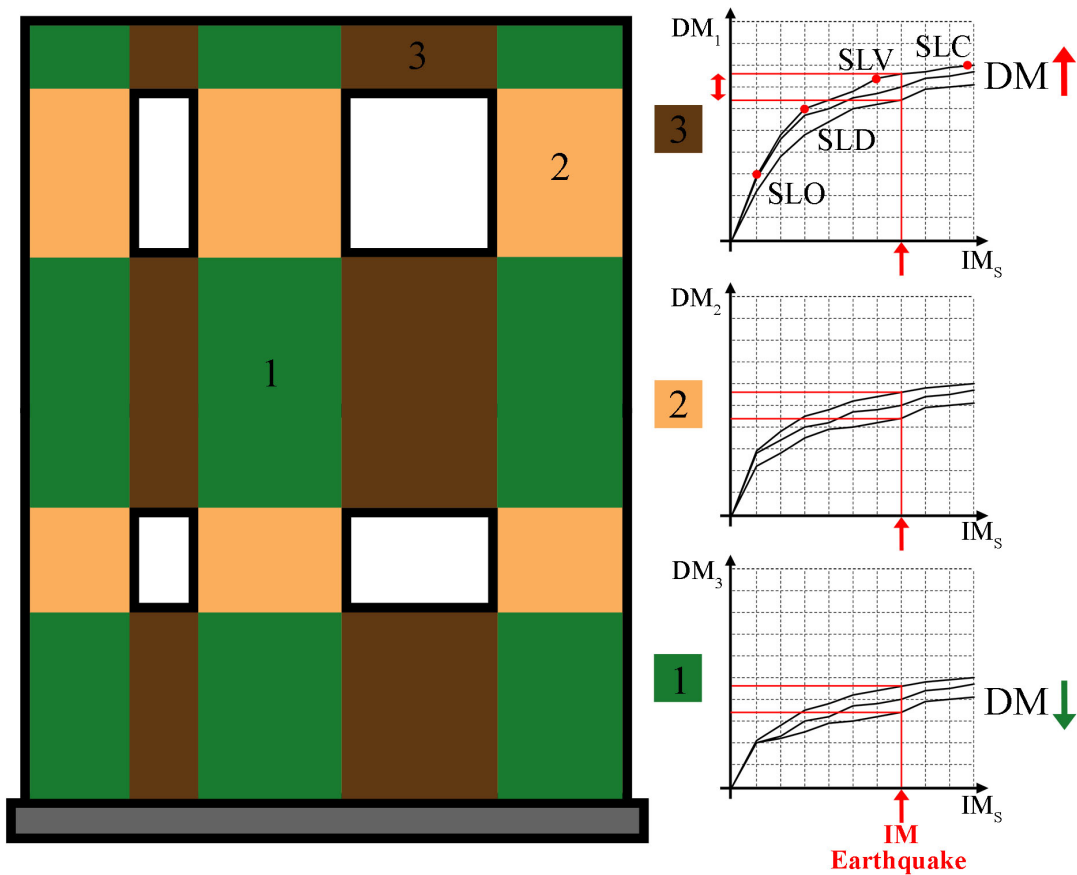 3
2
1
DM₁
SLV
SLC
DM
3
SLD
SLO
IMₛ
DM₂
2
IMₛ
DM₃
1
DM
IMₛ
IM
Earthquake